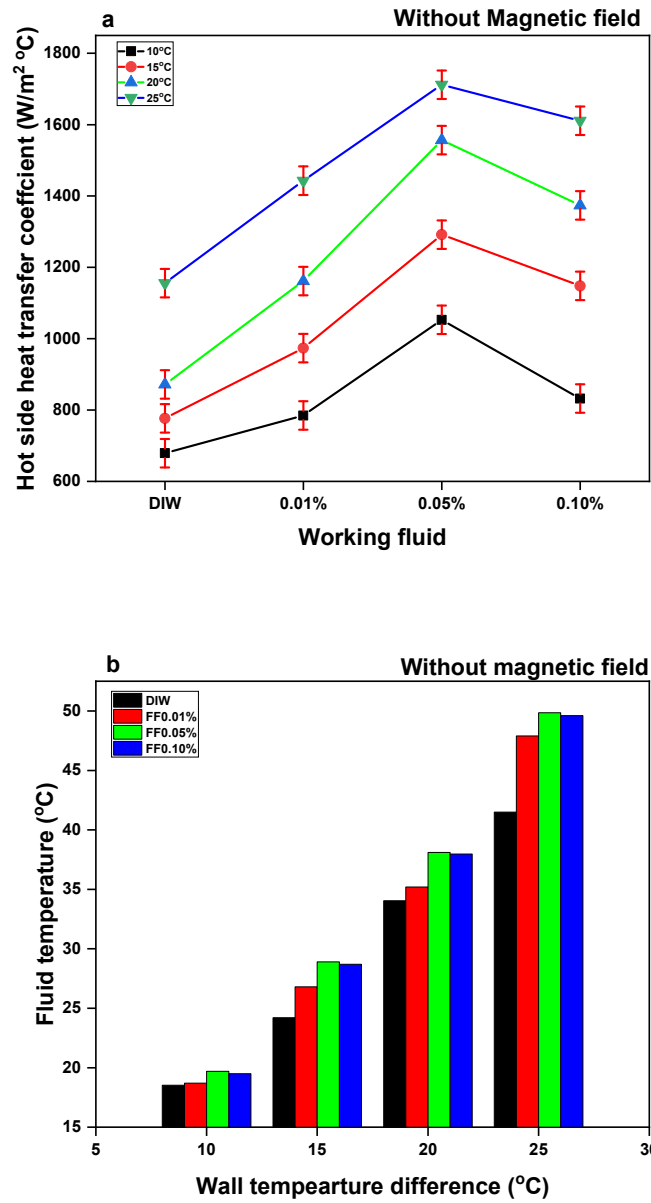 a
Without Magnetic field
Hot side heat transfer coeffcient (W/m² °C)
1800
1600
1400
1200
1000
800
600
10°C
15°C
20°C
25°C
DIW 0.01% 0.05% 0.10%
Working fluid
b
Without magnetic field
Fluid temperature (°C)
50
45
40
35
30
25
20
15
DIW
FF0.01%
FF0.05%
FF0.10%
5 10 15 20 25 30
Wall tempearture difference (°C)